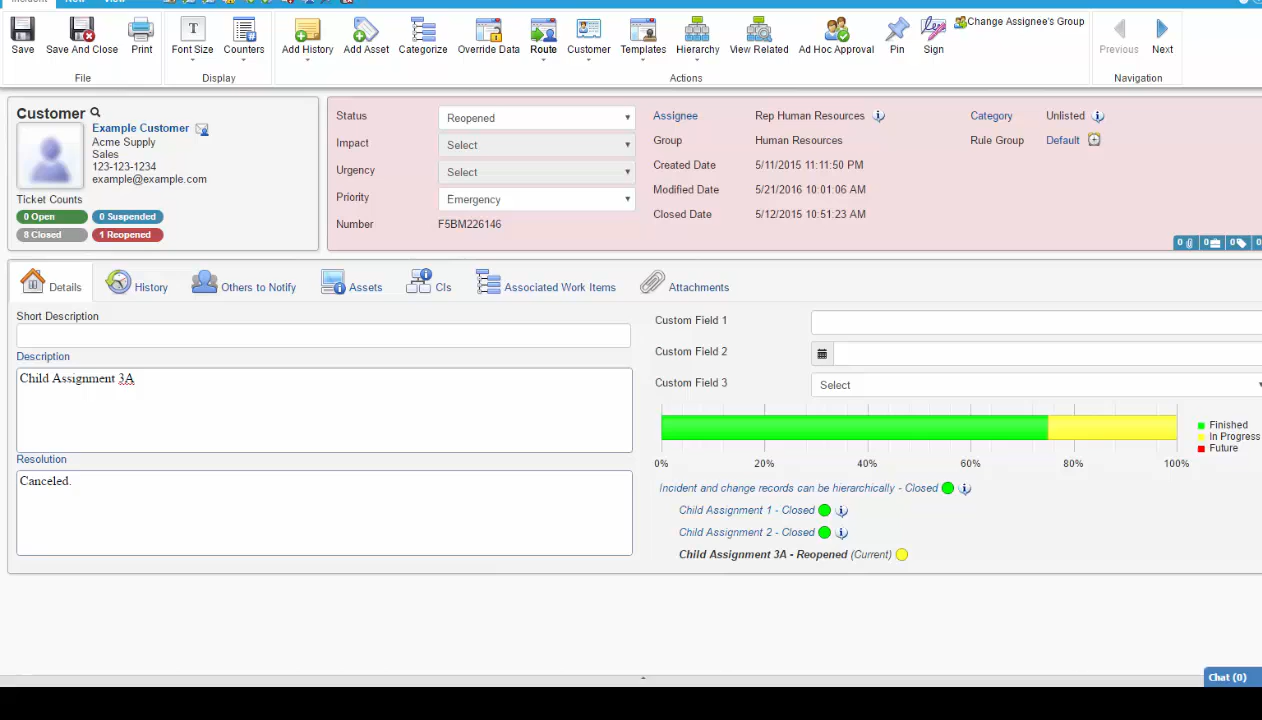 Incident New View
Save Save And Close Print Font Size Counters Add History Add Asset Categorize Override Data Route Customer Templates Hierarchy View Related Ad Hoc Approval Pin Sign Change Assignee's Group Previous Next
File Display Actions Navigation
Customer
Example Customer
Acme Supply
Sales
123-123-1234
example@example.com
Ticket Counts
0 Open 0 Suspended
8 Closed 1 Reopened
Status Reopened
Impact Select
Urgency Select
Priority Emergency
Number F5BM226146
Assignee Rep Human Resources
Group Human Resources
Created Date 5/11/2015 11:11:50 PM
Modified Date 5/21/2016 10:01:06 AM
Closed Date 5/12/2015 10:51:23 AM
Category Unlisted
Rule Group Default
0 0 0 0
Details History Others to Notify Assets CIs Associated Work Items Attachments
Short Description
Description
Child Assignment 3A
Resolution
Canceled.
Custom Field 1
Custom Field 2
Custom Field 3 Select
Finished
In Progress
Future
0% 20% 40% 60% 80% 100%
Incident and change records can be hierarchically - Closed
Child Assignment 1 - Closed
Child Assignment 2 - Closed
Child Assignment 3A - Reopened (Current)
Chat (0)